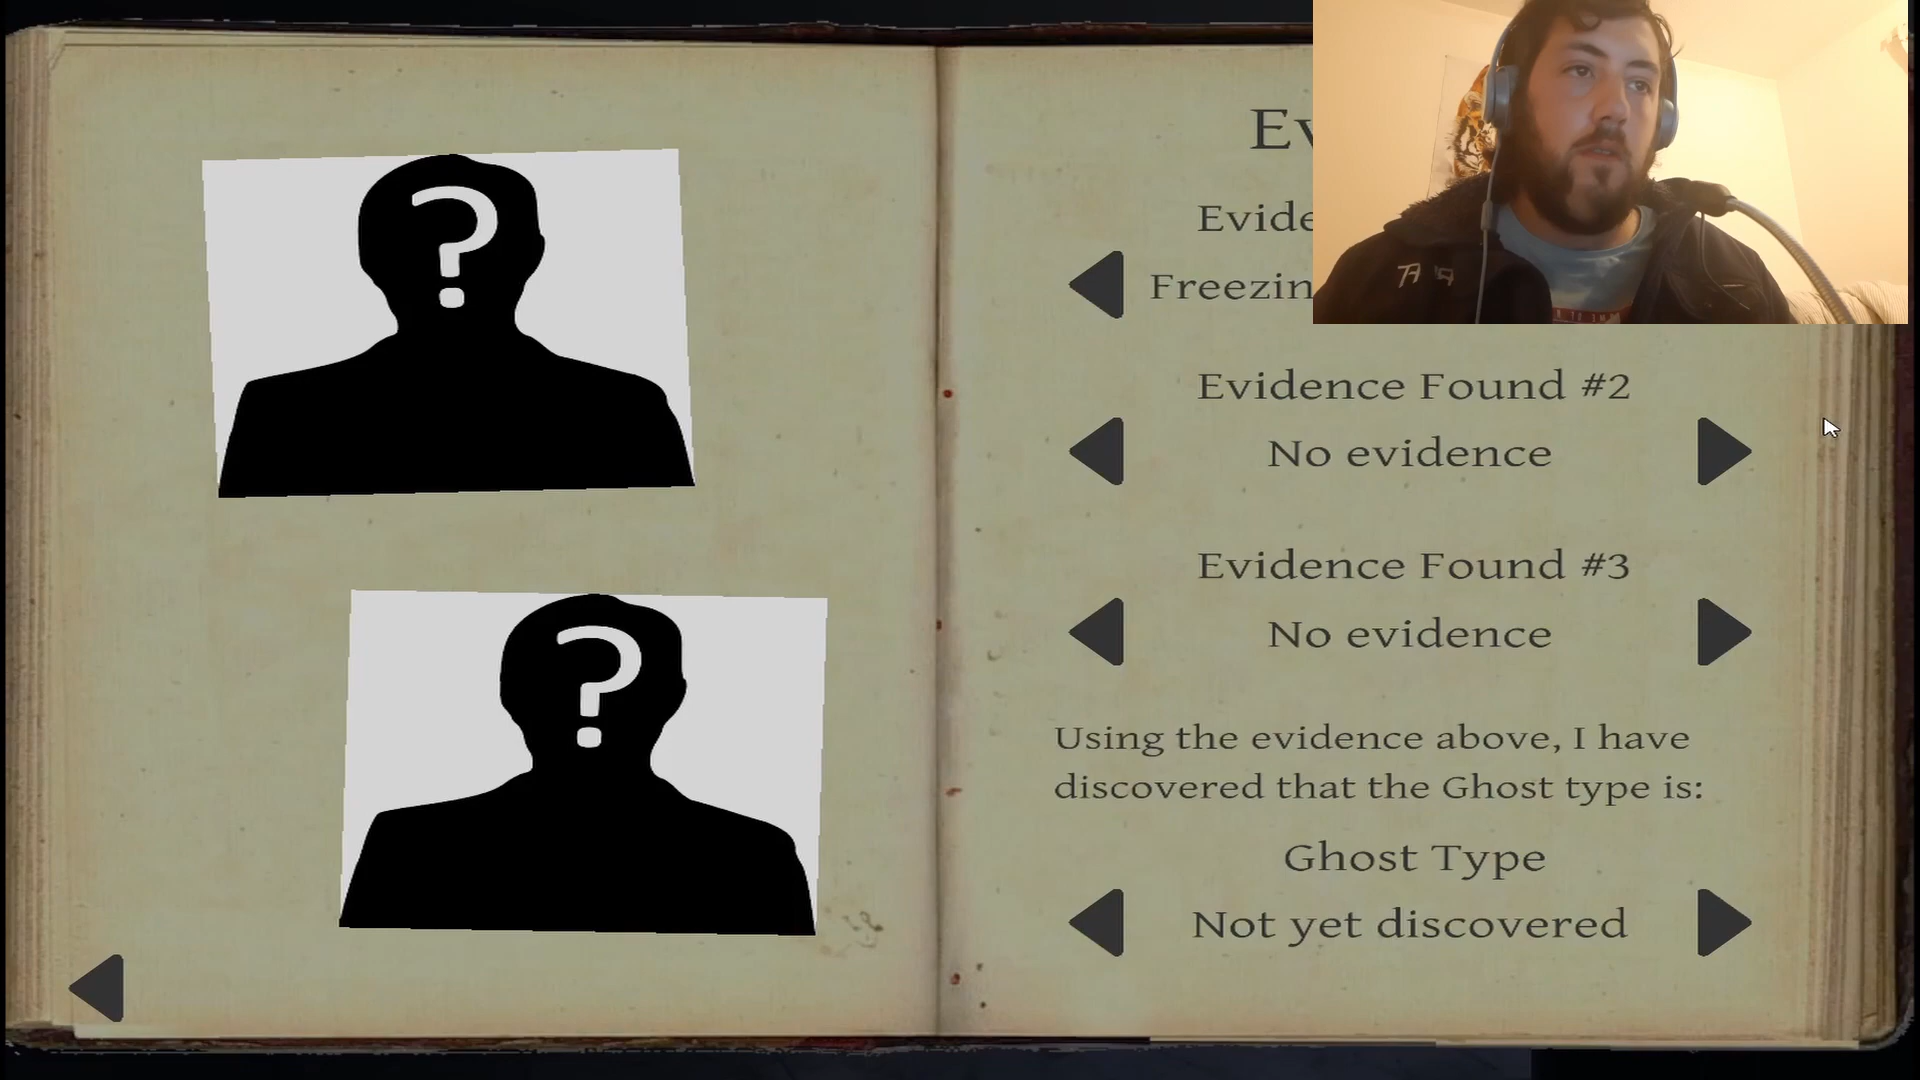 ?
?
Ev
Evide
Freezin
Evidence Found #2
No evidence
Evidence Found #3
No evidence
Using the evidence above, I have
discovered that the Ghost type is:
Ghost Type
Not yet discovered